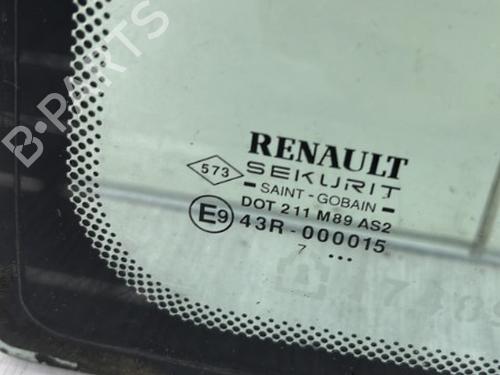 B-PARTS
RENAULT
573
SEKURIT
SAINT - GOBAIN
DOT 211 M89 AS2
E9 43R - 000015
7 ...